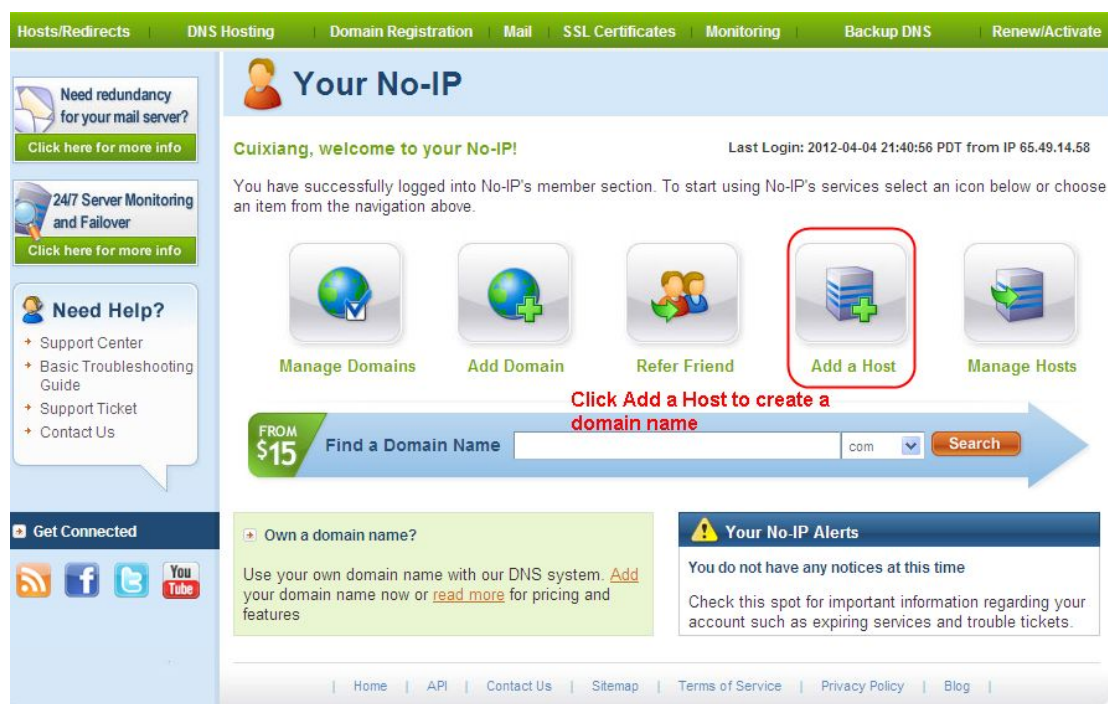 Hosts/Redirects | DNS Hosting | Domain Registration | Mail | SSL Certificates | Monitoring | Backup DNS | Renew/Activate
Need redundancy
for your mail server?
Click here for more info
24/7 Server Monitoring
and Failover
Click here for more info
Need Help?
Support Center
Basic Troubleshooting
Guide
Support Ticket
Contact Us
Get Connected
You
Tube
Your No-IP
Cuixiang, welcome to your No-IP!
Last Login: 2012-04-04 21:40:56 PDT from IP 65.49.14.58
You have successfully logged into No-IP's member section. To start using No-IP's services select an icon below or choose
an item from the navigation above.
Manage Domains
Add Domain
Refer Friend
Add a Host
Manage Hosts
Click Add a Host to create a
domain name
FROM
$15
Find a Domain Name
com
Search
Own a domain name?
Use your own domain name with our DNS system. Add
your domain name now or read more for pricing and
features
Your No-IP Alerts
You do not have any notices at this time
Check this spot for important information regarding your
account such as expiring services and trouble tickets.
| Home | API | Contact Us | Sitemap | Terms of Service | Privacy Policy | Blog |